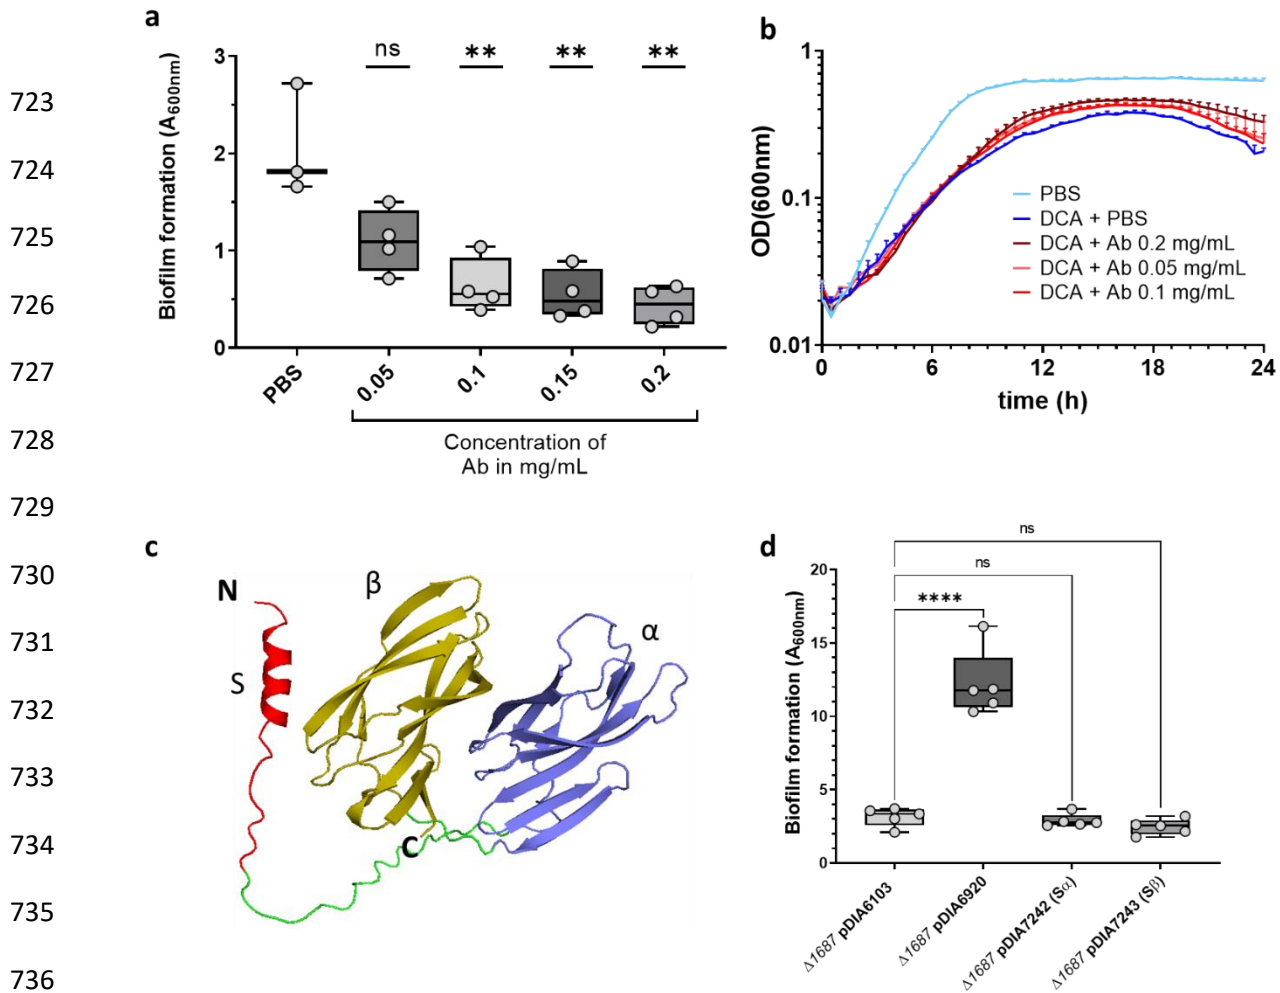 723
724
725
726
727
728
729
730
731
732
733
734
735
736
a
Biofilm formation (A600nm)
3
2
1
0
ns
**
**
**
PBS
0.05
0.1
0.15
0.2
Concentration of
Ab in mg/mL
b
OD(600nm)
1
0.1
0.01
PBS
DCA + PBS
DCA + Ab 0.2 mg/mL
DCA + Ab 0.05 mg/mL
DCA + Ab 0.1 mg/mL
0
6
12
18
24
time (h)
c
N
S
β
α
C
d
Biofilm formation (A600nm)
20
15
10
5
0
ns
ns
****
Δ1687 pDIA6103
Δ1687 pDIA6920
Δ1687 pDIA7242 (Sα)
Δ1687 pDIA7243 (Sβ)